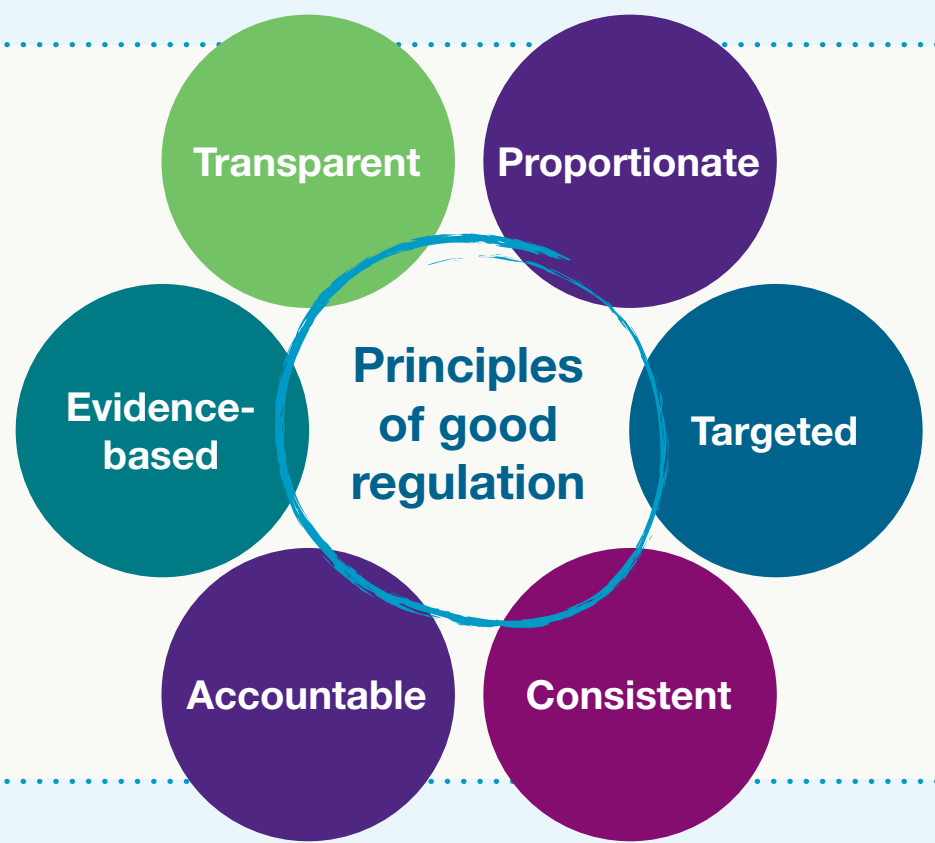 Transparent
Proportionate
Evidence-
based
Principles
of good
regulation
Targeted
Accountable
Consistent